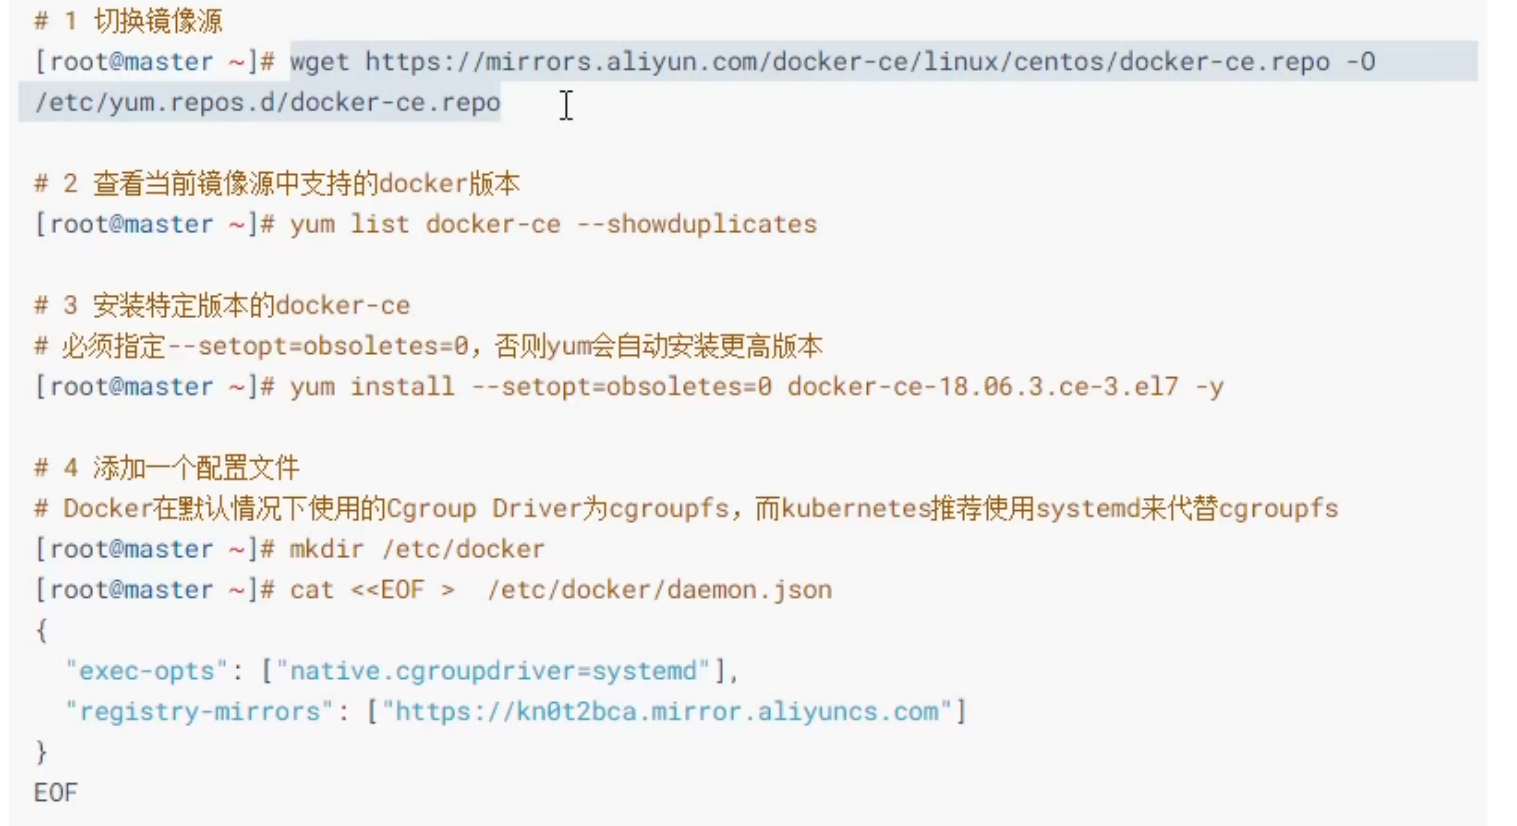 # 1 切换镜像源
[root@master ~]# wget https://mirrors.aliyun.com/docker-ce/linux/centos/docker-ce.repo -O
/etc/yum.repos.d/docker-ce.repo
# 2 查看当前镜像源中支持的docker版本
[root@master ~]# yum list docker-ce --showduplicates
# 3 安装特定版本的docker-ce
# 必须指定--setopt=obsoletes=0，否则yum会自动安装更高版本
[root@master ~]# yum install --setopt=obsoletes=0 docker-ce-18.06.3.ce-3.el7 -y
# 4 添加一个配置文件
# Docker在默认情况下使用的Cgroup Driver为cgroupfs，而kubernetes推荐使用systemd来代替cgroupfs
[root@master ~]# mkdir /etc/docker
[root@master ~]# cat <<EOF >  /etc/docker/daemon.json
{
  "exec-opts": ["native.cgroupdriver=systemd"],
  "registry-mirrors": ["https://kn0t2bca.mirror.aliyuncs.com"]
}
EOF